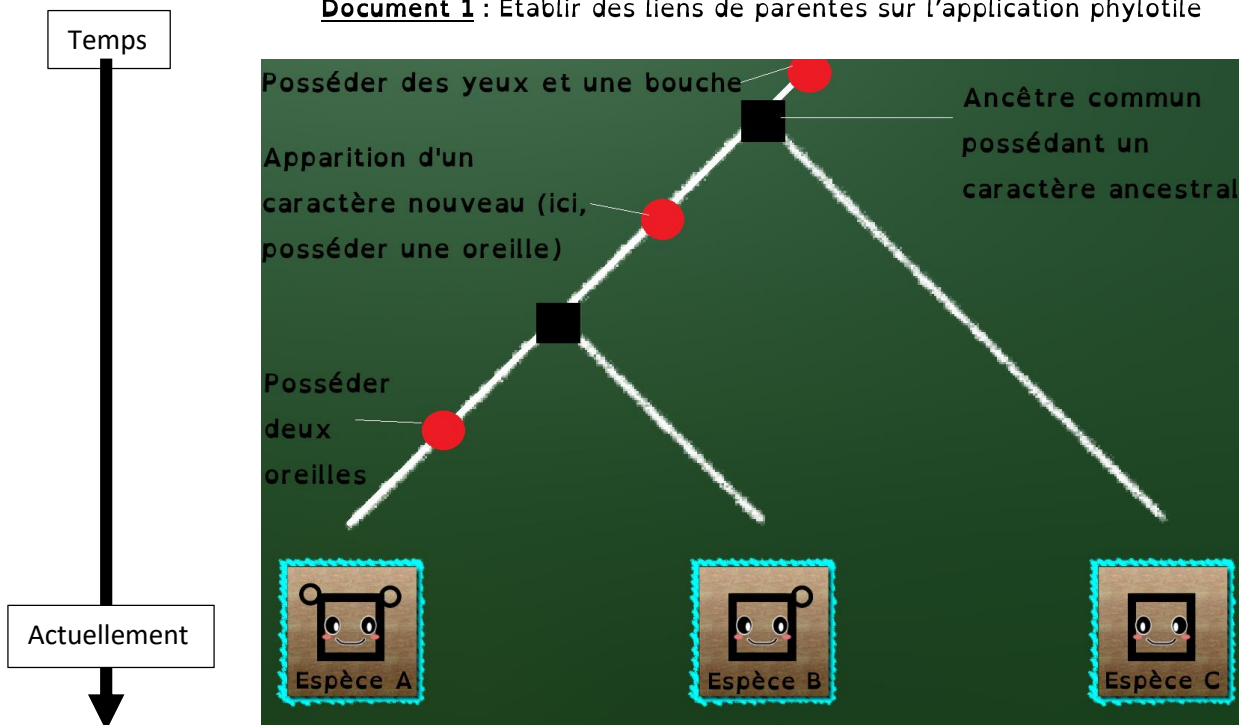 Document 1 : Etablir des liens de parentes sur l'application phylotile
Temps
Posséder des yeux et une bouche
Ancêtre commun
possédant un
caractère ancestral
Apparition d'un
caractère nouveau (ici,
posséder une oreille)
Posséder
deux
oreilles
Actuellement
Espèce A
Espèce B
Espèce C